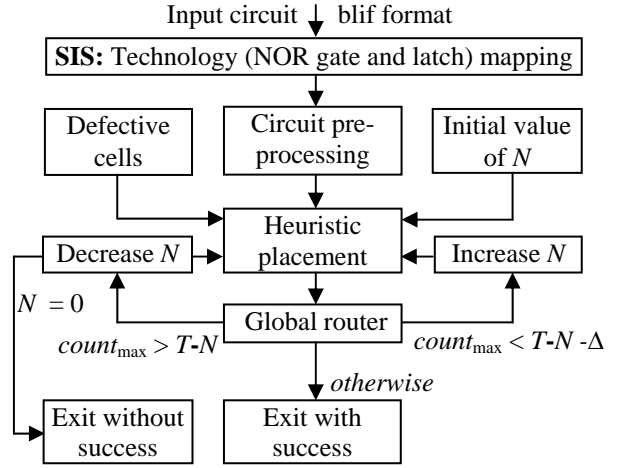 Input circuit blif format
SIS: Technology (NOR gate and latch) mapping
Defective
cells
Circuit pre-
processing
Initial value
of N
Heuristic
placement
Decrease N
Increase N
N = 0
Global router
count_max > T-N
count_max < T-N -Δ
otherwise
Exit without
success
Exit with
success